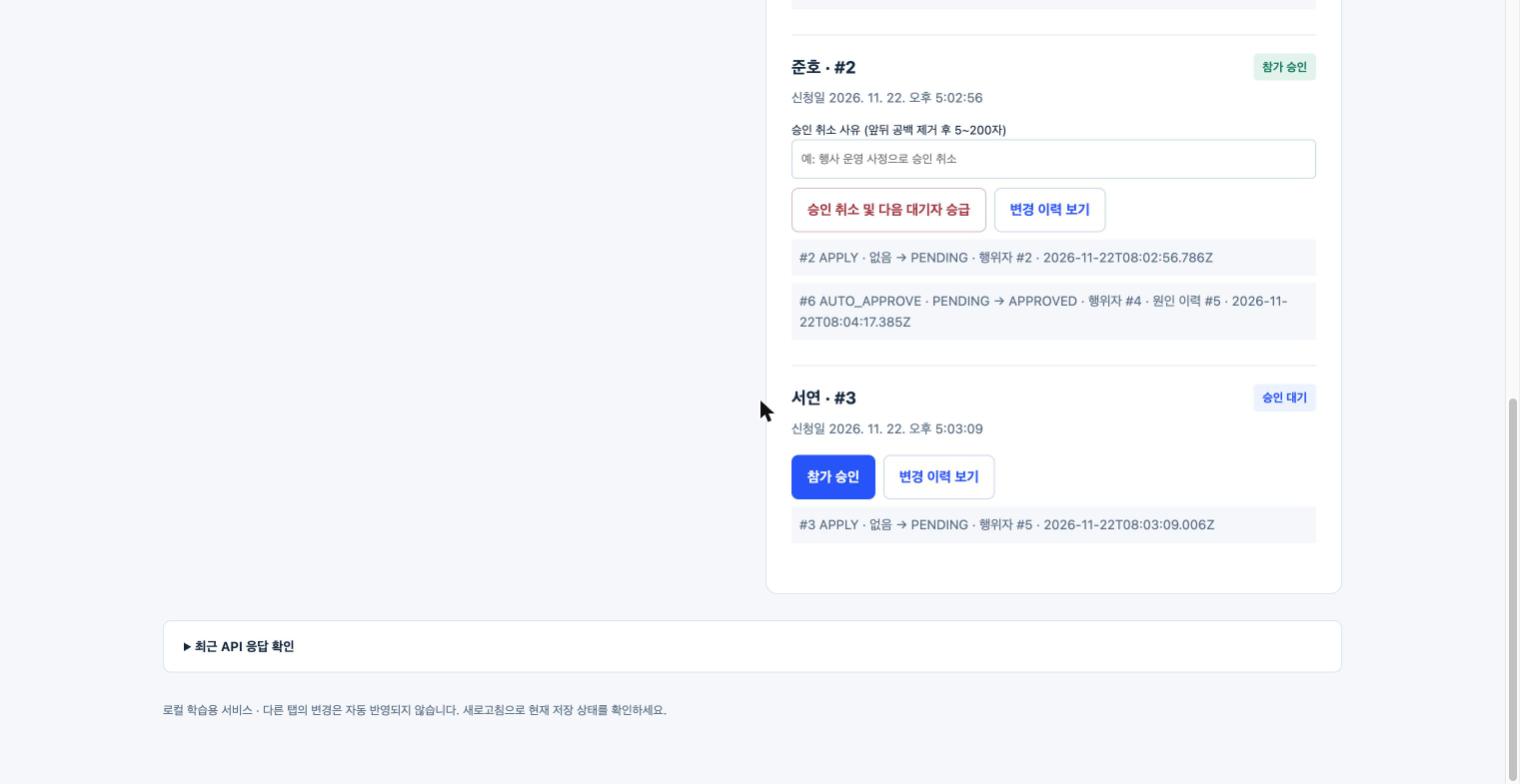 준호 · #2
참가 승인
신청일 2026. 11. 22. 오후 5:02:56
승인 취소 사유 (앞뒤 공백 제거 후 5~200자)
예: 행사 운영 사정으로 승인 취소
승인 취소 및 다음 대기자 승급
변경 이력 보기
#2 APPLY · 없음 → PENDING · 행위자 #2 · 2026-11-22T08:02:56.786Z
#6 AUTO_APPROVE · PENDING → APPROVED · 행위자 #4 · 원인 이력 #5 · 2026-11-
22T08:04:17.385Z
서연 · #3
승인 대기
신청일 2026. 11. 22. 오후 5:03:09
참가 승인
변경 이력 보기
#3 APPLY · 없음 → PENDING · 행위자 #5 · 2026-11-22T08:03:09.006Z
▶ 최근 API 응답 확인
로컬 학습용 서비스 · 다른 탭의 변경은 자동 반영되지 않습니다. 새로고침으로 현재 저장 상태를 확인하세요.